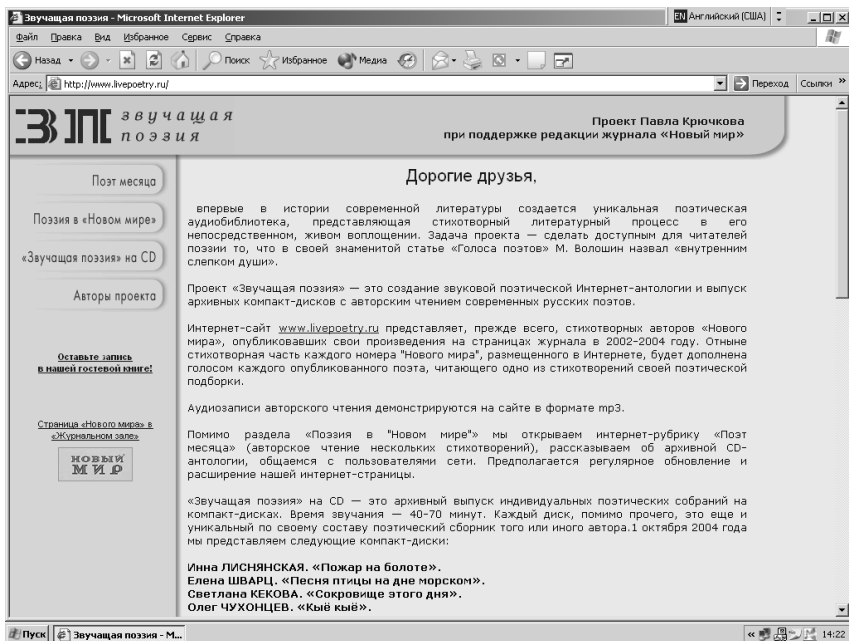 Звучащая поэзия - Microsoft Internet Explorer
EN Английский (США)
Файл Правка Вид Избранное Сервис Справка
Назад Поиск Избранное Медиа
Адрес: http://www.livepoetry.ru/ Переход Ссылки »
ЗП звучащая
поэзия
Проект Павла Крючкова
при поддержке редакции журнала «Новый мир»
Поэт месяца
Поэзия в «Новом мире»
«Звучащая поэзия» на CD
Авторы проекта
Оставьте запись
в нашей гостевой книге!
Страница «Нового мира» в
«Журнальном зале»
НОВЫЙ
МИР
Дорогие друзья,
впервые в истории современной литературы создается уникальная поэтическая
аудиобиблиотека, представляющая стихотворный литературный процесс в его
непосредственном, живом воплощении. Задача проекта — сделать доступным для читателей
поэзии то, что в своей знаменитой статье «Голоса поэтов» М. Волошин назвал «внутренним
слепком души».
Проект «Звучащая поэзия» — это создание звуковой поэтической Интернет-антологии и выпуск
архивных компакт-дисков с авторским чтением современных русских поэтов.
Интернет-сайт www.livepoetry.ru представляет, прежде всего, стихотворных авторов «Нового
мира», опубликовавших свои произведения на страницах журнала в 2002-2004 году. Отныне
стихотворная часть каждого номера "Нового мира", размещенного в Интернете, будет дополнена
голосом каждого опубликованного поэта, читающего одно из стихотворений своей поэтической
подборки.
Аудиозаписи авторского чтения демонстрируются на сайте в формате mp3.
Помимо раздела «Поэзия в "Новом мире"» мы открываем интернет-рубрику «Поэт
месяца» (авторское чтение нескольких стихотворений), рассказываем об архивной CD-
антологии, общаемся с пользователями сети. Предполагается регулярное обновление и
расширение нашей интернет-страницы.
«Звучащая поэзия» на CD — это архивный выпуск индивидуальных поэтических собраний на
компакт-дисках. Время звучания — 40-70 минут. Каждый диск, помимо прочего, это еще и
уникальный по своему составу поэтический сборник того или иного автора.1 октября 2004 года
мы представляем следующие компакт-диски:
Инна ЛИСНЯНСКАЯ. «Пожар на болоте».
Елена ШВАРЦ. «Песня птицы на дне морском».
Светлана КЕКОВА. «Сокровище этого дня».
Олег ЧУХОНЦЕВ. «Кыё кыё».
Пуск Звучащая поэзия - M... « 14:22